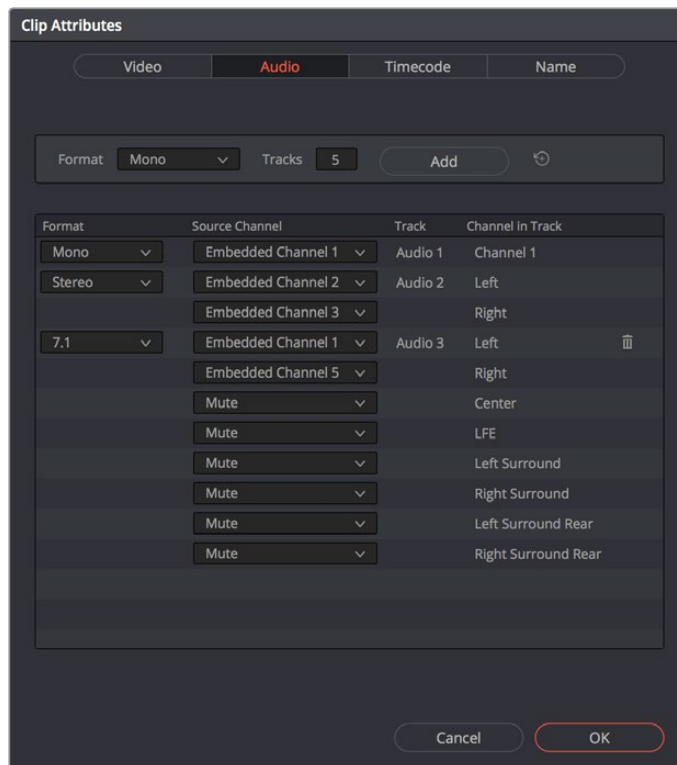 Clip Attributes
Video Audio Timecode Name
Format Mono Tracks 5 Add
Format Source Channel Track Channel in Track
Mono Embedded Channel 1 Audio 1 Channel 1
Stereo Embedded Channel 2 Audio 2 Left
Embedded Channel 3 Right
7.1 Embedded Channel 1 Audio 3 Left
Embedded Channel 5 Right
Mute Center
Mute LFE
Mute Left Surround
Mute Right Surround
Mute Left Surround Rear
Mute Right Surround Rear
Cancel OK